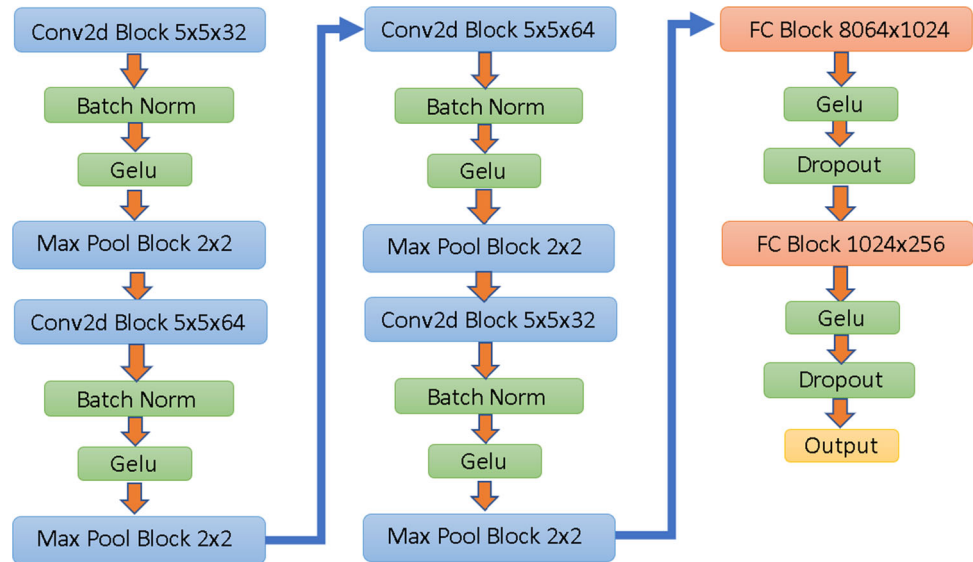 Conv2d Block 5x5x32
Batch Norm
Gelu
Max Pool Block 2x2
Conv2d Block 5x5x64
Batch Norm
Gelu
Max Pool Block 2x2
Conv2d Block 5x5x64
Batch Norm
Gelu
Max Pool Block 2x2
Conv2d Block 5x5x32
Batch Norm
Gelu
Max Pool Block 2x2
FC Block 8064x1024
Gelu
Dropout
FC Block 1024x256
Gelu
Dropout
Output